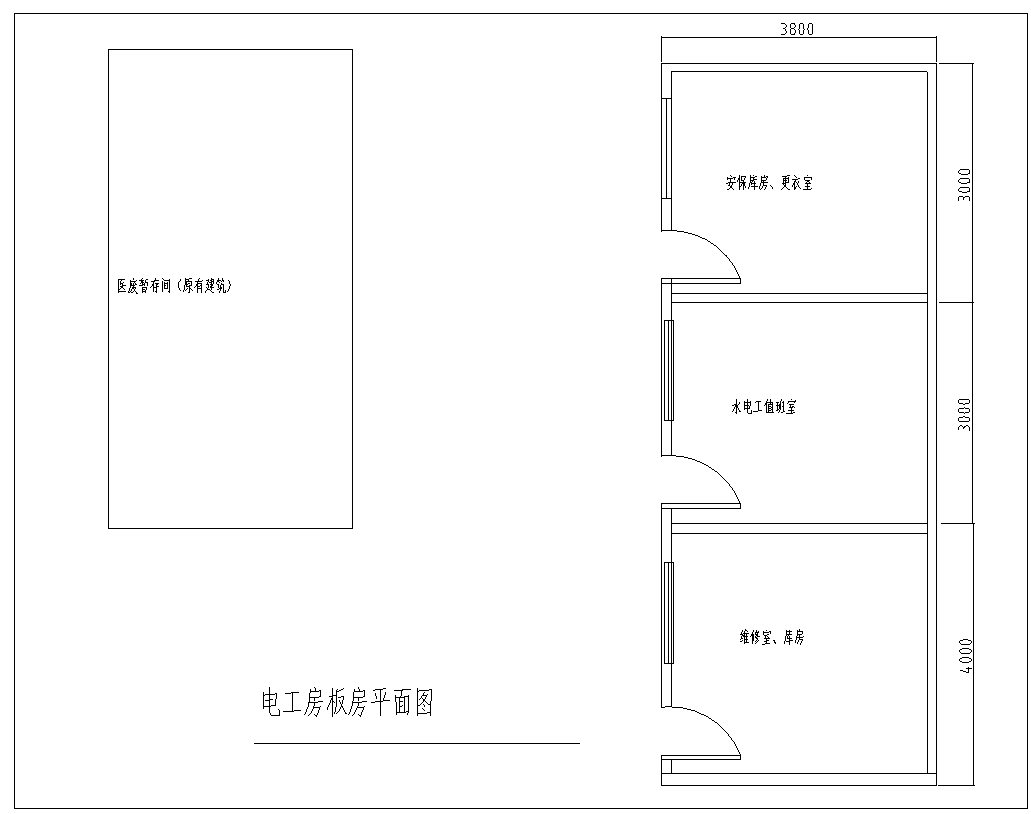 3800
安保库房、更衣室
3000
医废暂存间（原有建筑）
水电工值班室
3000
维修室、库房
4000
电工房板房平面图